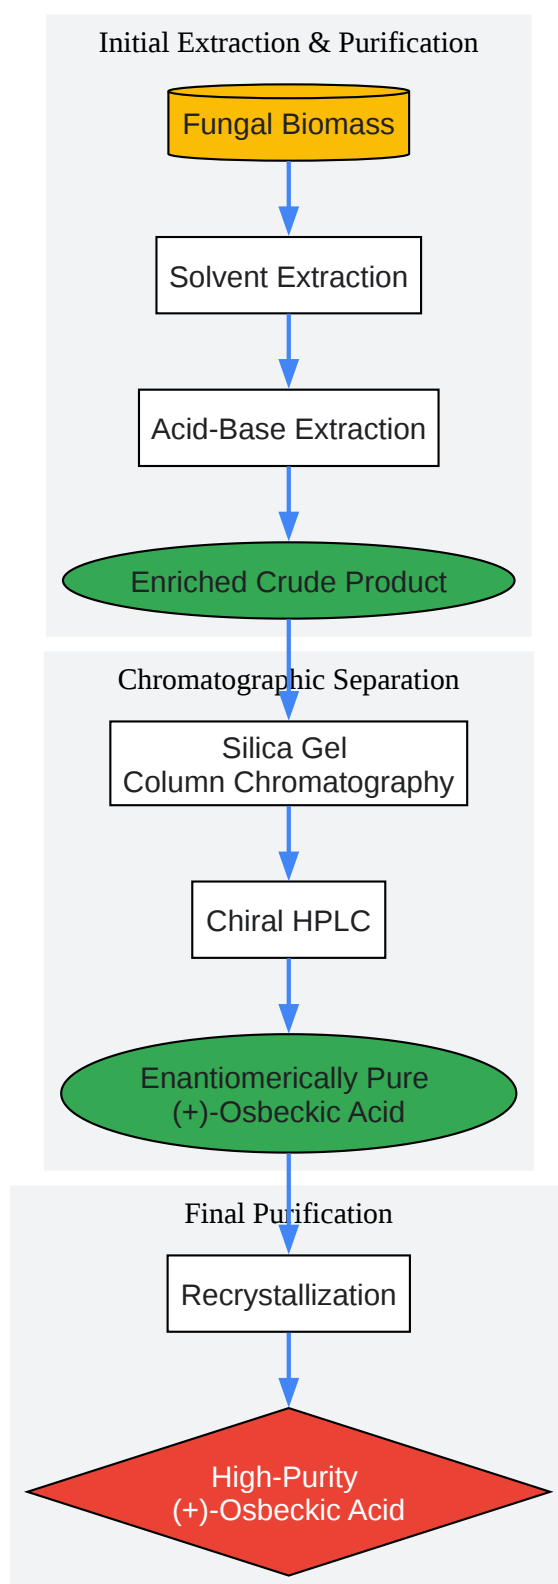 Initial Extraction & Purification
Fungal Biomass
Solvent Extraction
Acid-Base Extraction
Enriched Crude Product
Chromatographic Separation
Silica Gel
Column Chromatography
Chiral HPLC
Enantiomerically Pure
(+)-Osbeckic Acid
Final Purification
Recrystallization
High-Purity
(+)-Osbeckic Acid